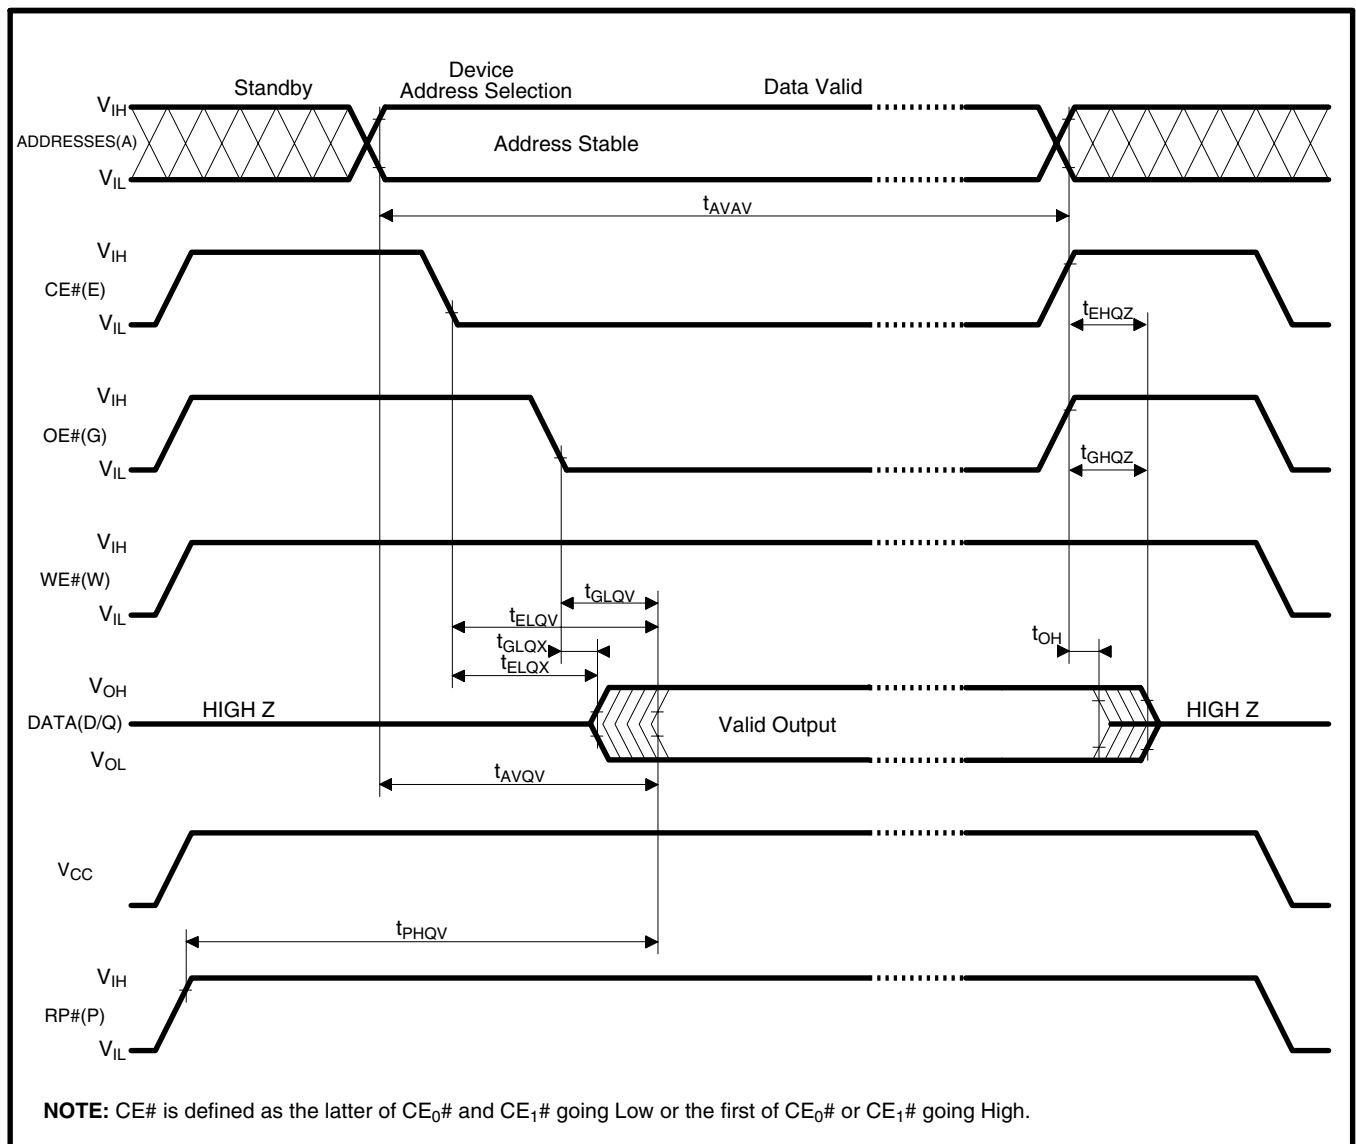 Device
Standby Address Selection Data Valid
VIH
ADDRESSES(A) Address Stable
VIL
tAVAV
VIH
CE#(E)
VIL
tEHQZ
VIH
OE#(G)
VIL
tGHQZ
VIH
WE#(W)
VIL
tGLQV
tELQV
tGLQX tOH
tELQX
VOH
DATA(D/Q) HIGH Z Valid Output HIGH Z
VOL
tAVQV
VCC
tPHQV
VIH
RP#(P)
VIL
NOTE: CE# is defined as the latter of CE0# and CE1# going Low or the first of CE0# or CE1# going High.